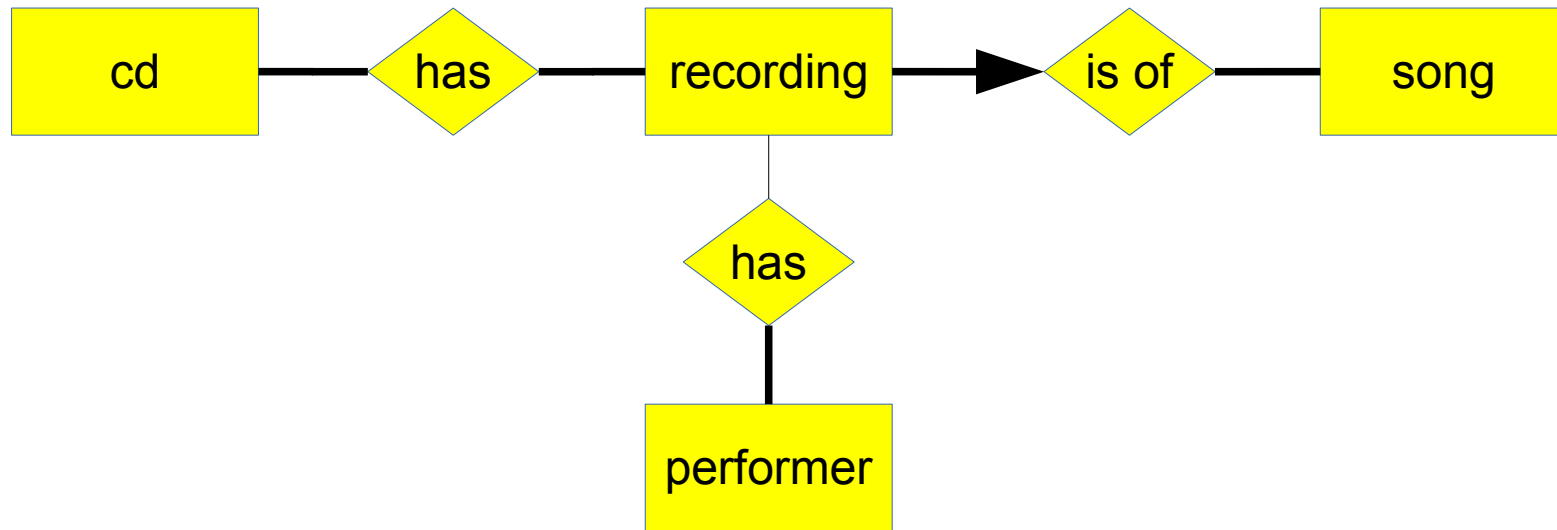 cd
has
recording
is of
song
has
performer